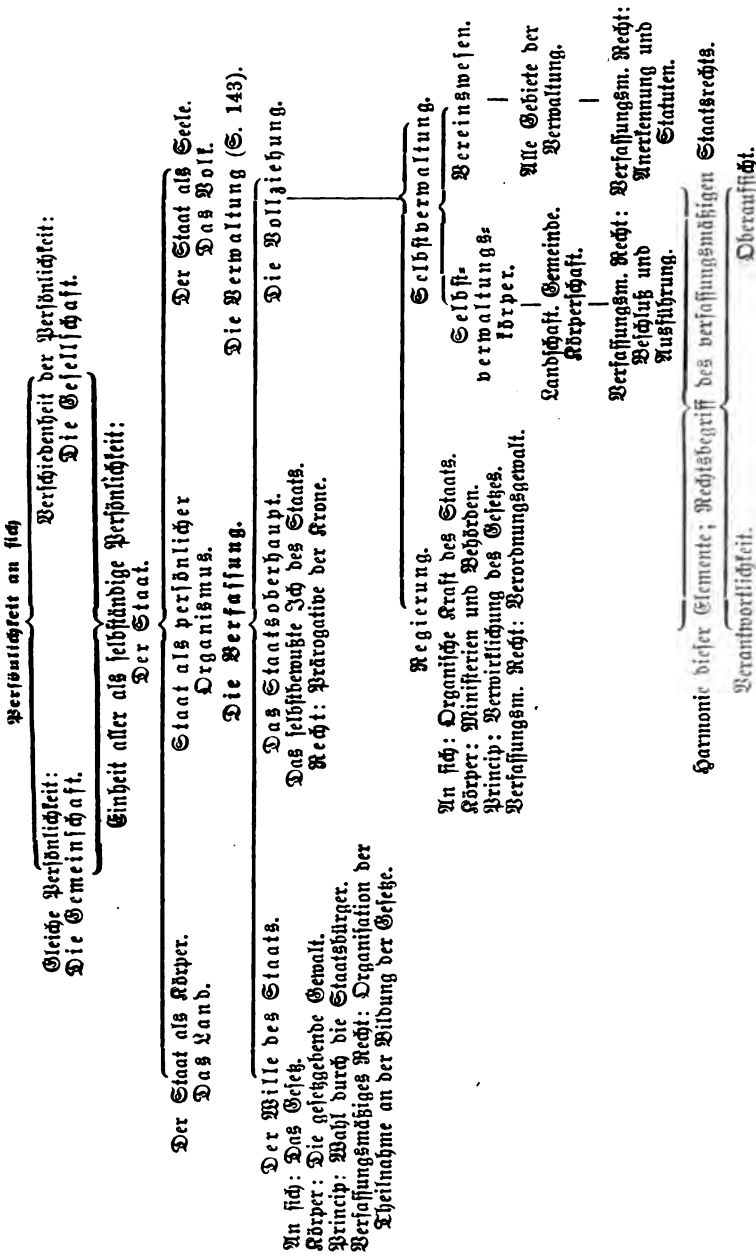 Persönlichkeit an sich
Gleiche Persönlichkeit:
Die Gemeinschaft.
Verschiedenheit der Persönlichkeit:
Die Gesellschaft.
Einheit aller als selbständige Persönlichkeit:
Der Staat.
Der Staat als Körper.
Das Land.
Staat als persönlicher
Organismus.
Der Staat als Seele.
Das Volk.
Die Verfassung.
Die Verwaltung (S. 143).
Der Wille des Staats.
An sich: Das Gesetz.
Körper: Die gesetzgebende Gewalt.
Princip: Wahl durch die Staatsbürger.
Verfassungsmäßiges Recht: Organisation der
Theilnahme an der Bildung der Gesetze.
Das Staatsoberhaupt.
Das selbstbewußte Ich des Staats.
Recht: Prärogative der Krone.
Die Vollziehung.
Regierung.
An sich: Organische Kraft des Staats.
Körper: Ministerien und Behörden.
Princip: Verwirklichung des Gesetzes.
Verfassungsm. Recht: Verordnungsgewalt.
Selbstverwaltung.
Selbst-
verwaltungs-
körper.
Landschaft. Gemeinde.
Körperschaft.
Verfassungsm. Recht:
Beschluß und
Ausführung.
Vereinswesen.
Alle Gebiete der
Verwaltung.
Verfassungsm. Recht:
Anerkennung und
Statuten.
Harmonie dieser Elemente; Rechtsbegriff des verfassungsmäßigen Staatsrechts.
Verantwortlichkeit.
Oberaufsicht.